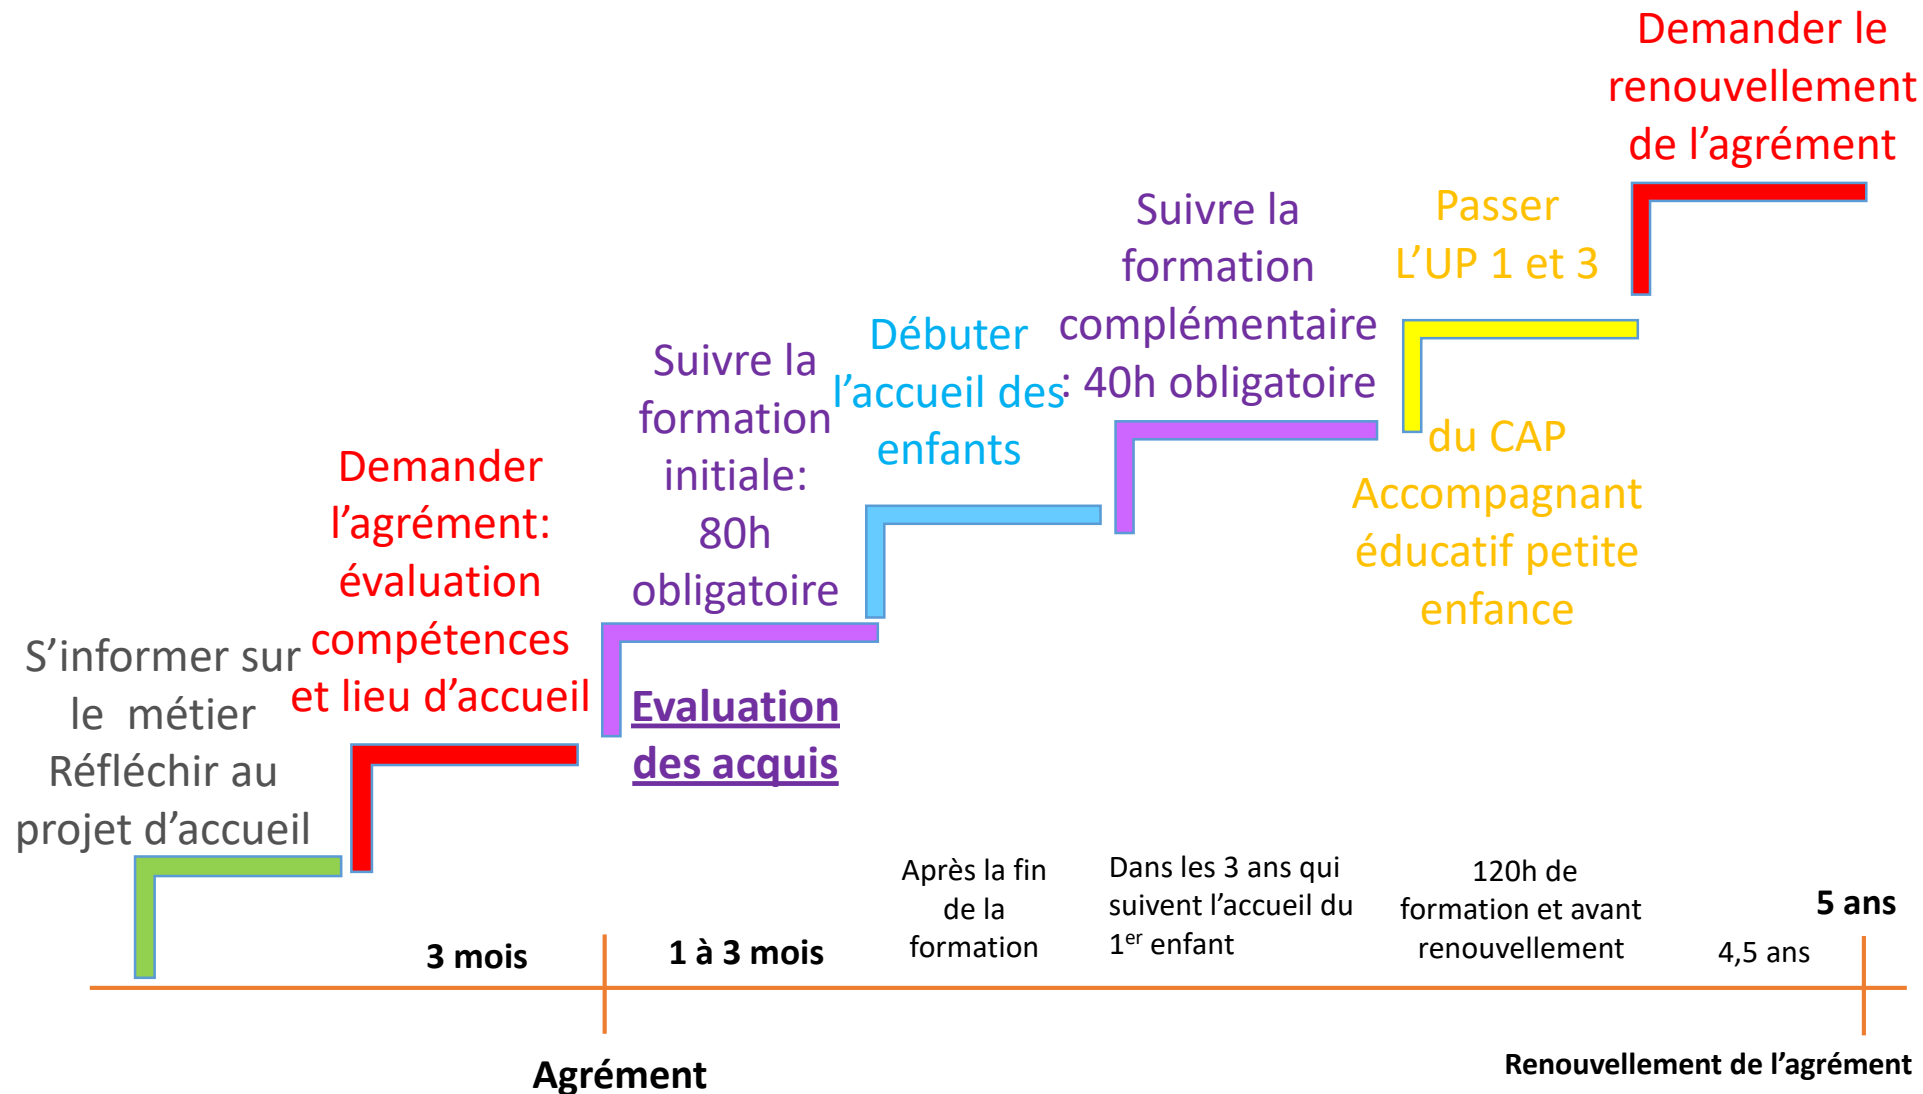 S’informer sur
le  métier
Réfléchir au
projet d’accueil
Demander
l’agrément:
évaluation
compétences
et lieu d’accueil
Suivre la
formation
initiale:
80h
obligatoire
Evaluation
des acquis
Débuter
l’accueil des
enfants
Suivre la
formation
complémentaire
: 40h obligatoire
Passer
L’UP 1 et 3
du CAP
Accompagnant
éducatif petite
enfance
Demander le
renouvellement
de l’agrément
3 mois
1 à 3 mois
Après la fin
de la
formation
Dans les 3 ans qui
suivent l’accueil du
1er enfant
120h de
formation et avant
renouvellement
4,5 ans
5 ans
Agrément
Renouvellement de l’agrément